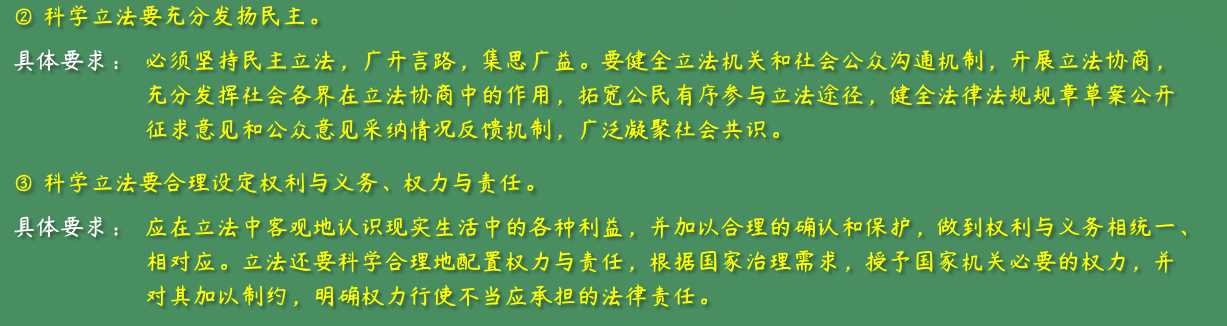 ② 科学立法要充分发扬民主。
具体要求： 必须坚持民主立法，广开言路，集思广益。要健全立法机关和社会公众沟通机制，开展立法协商，
充分发挥社会各界在立法协商中的作用，拓宽公民有序参与立法途径，健全法律法规规章草案公开
征求意见和公众意见采纳情况反馈机制，广泛凝聚社会共识。
③ 科学立法要合理设定权利与义务、权力与责任。
具体要求： 应在立法中客观地认识现实生活中的各种利益，并加以合理的确认和保护，做到权利与义务相统一、
相对应。立法还要科学合理地配置权力与责任，根据国家治理需求，授予国家机关必要的权力，并
对其加以制约，明确权力行使不当应承担的法律责任。